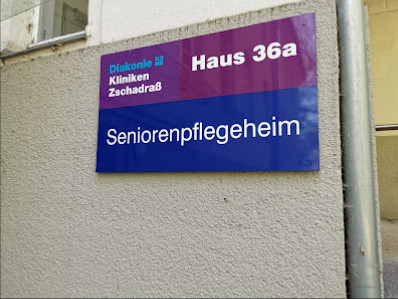 Diakonie
Kliniken
Zschadraß
Haus 36a
Seniorenpflegeheim